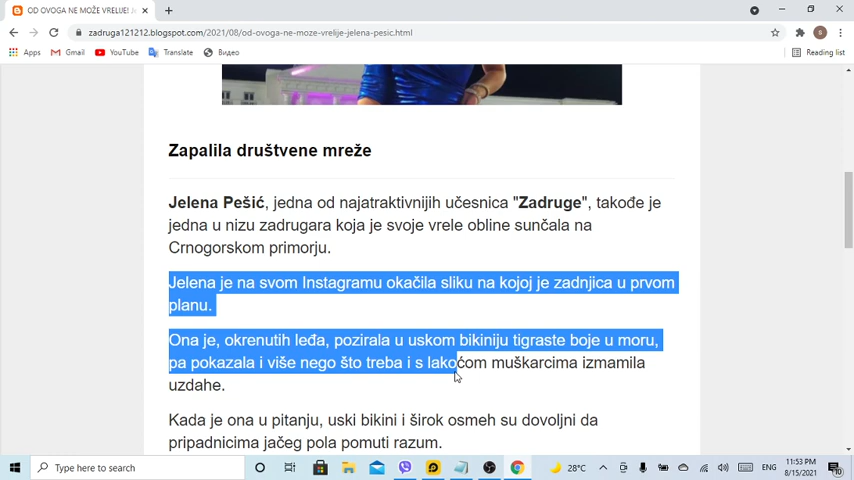 OD OVOGA NE MOŽE VRELIJE! J
zadruga121212.blogspot.com/2021/08/od-ovoga-ne-moze-vrelije-jelena-pesic.html
Apps Gmail YouTube Translate Видео Reading list
Zapalila društvene mreže
Jelena Pešić, jedna od najatraktivnijih učesnica "Zadruge", takođe je
jedna u nizu zadrugara koja je svoje vrele obline sunčala na
Crnogorskom primorju.
Jelena je na svom Instagramu okačila sliku na kojoj je zadnjica u prvom
planu.
Ona je, okrenutih leđa, pozirala u uskom bikiniju tigraste boje u moru,
pa pokazala i više nego što treba i s lakoćom muškarcima izmamila
uzdahe.
Kada je ona u pitanju, uski bikini i širok osmeh su dovoljni da
pripadnicima jačeg pola pomuti razum.
Type here to search
28°C
ENG
11:53 PM
8/15/2021
10